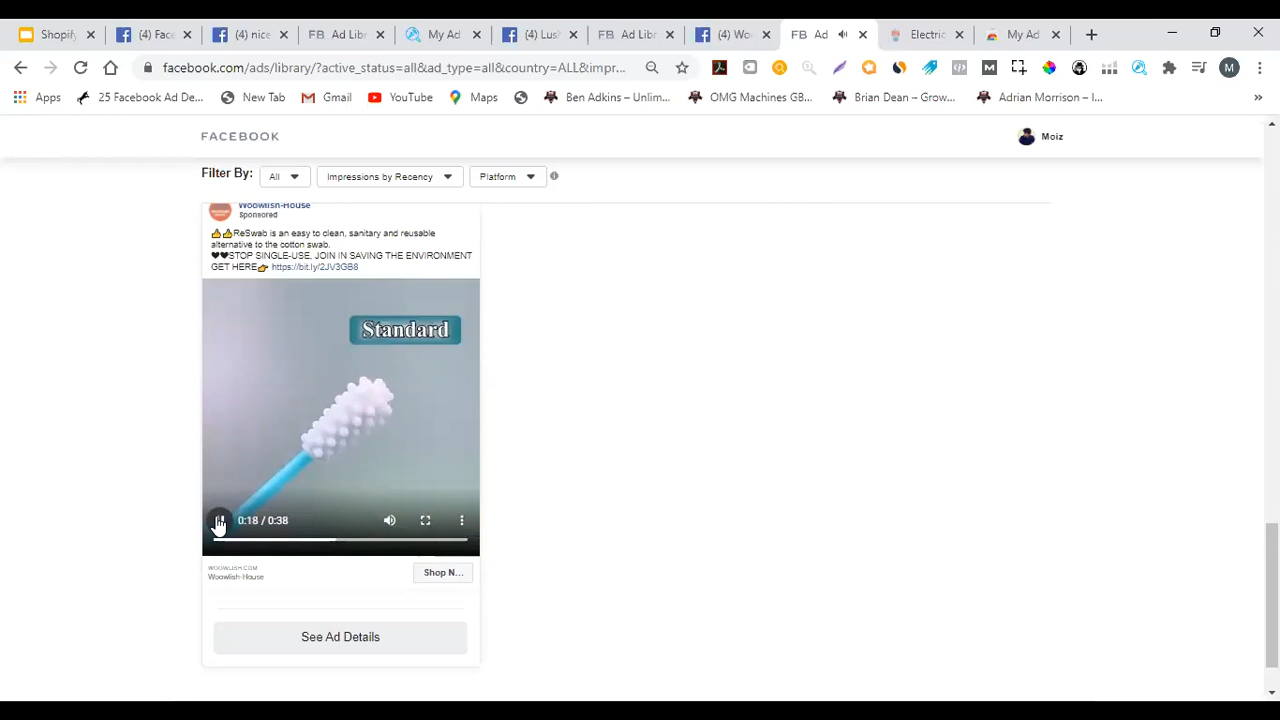 Shopify
(4) Face
(4) nice
Ad Libr
My Ad
(4) Lus
Ad Libr
(4) Wo
Ad
Electric
My Ad
facebook.com/ads/library/?active_status=all&ad_type=all&country=ALL&impr...
Apps
25 Facebook Ad De...
New Tab
Gmail
YouTube
Maps
Ben Adkins – Unlim...
OMG Machines GB...
Brian Dean – Grow...
Adrian Morrison – I...
FACEBOOK
Moiz
Filter By:
All
Impressions by Recency
Platform
Woowlish-House
Sponsored
👍👍ReSwab is an easy to clean, sanitary and reusable
alternative to the cotton swab.
🖤🖤STOP SINGLE-USE, JOIN IN SAVING THE ENVIRONMENT
GET HERE👉 https://bit.ly/2JV3GB8
Standard
0:18 / 0:38
WOOWLISH.COM
Woowlish-House
Shop N...
See Ad Details